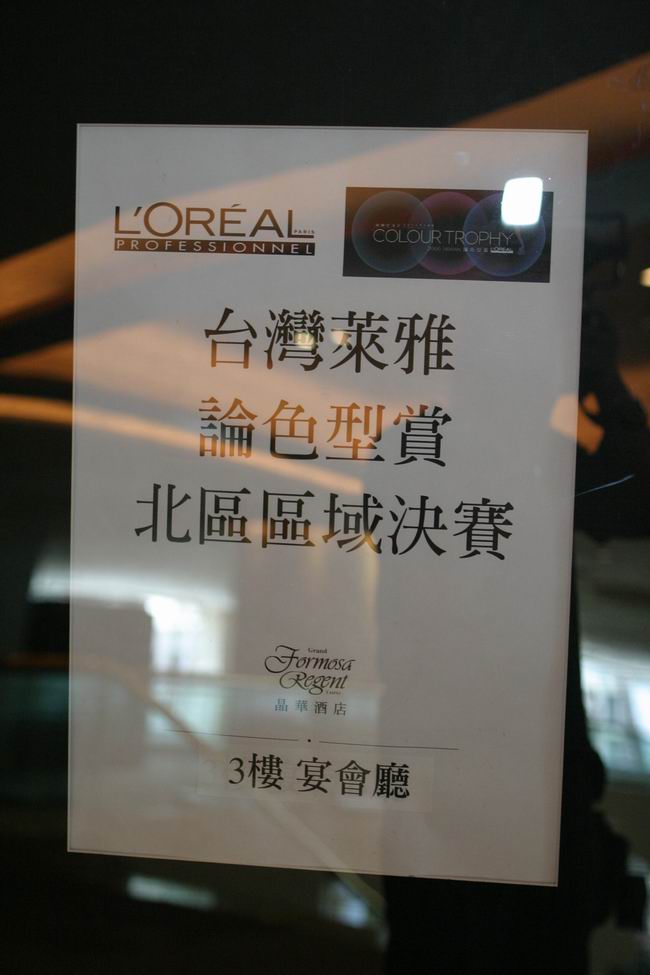 L'ORÉAL
PARIS
PROFESSIONNEL
COLOUR TROPHY
L'ORÉAL
台灣萊雅
論色型賞
北區區域決賽
Grand
Formosa
Regent
晶華酒店
3樓 宴會廳